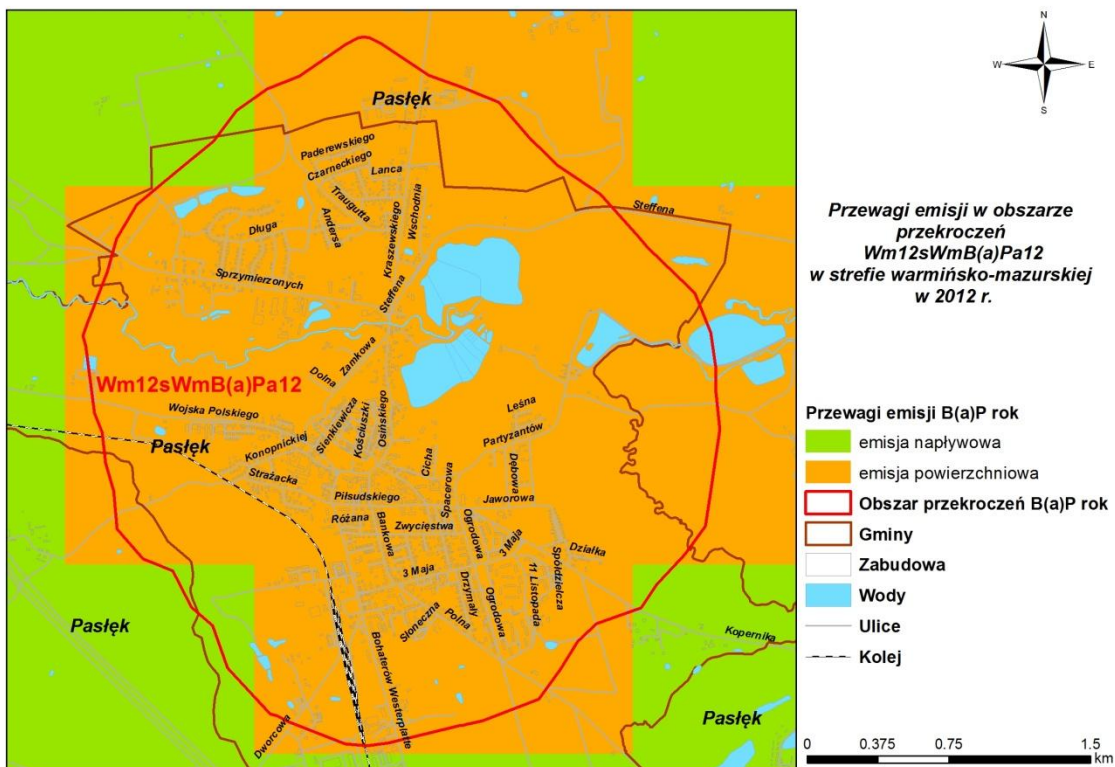 Pasłęk
Paderewskiego
Czarneckiego
Lanca
Traugutta
Andersa
Długa
Kraszewskiego
Wschodnia
Steffena
Sprzymierzonych
Steffena
Zamkowa
Dolna
Wm12sWmB(a)Pa12
Wojska Polskiego
Pasłęk
Konopnickiej
Sienkiewicza
Kościuszki
Osińskiego
Leśna
Partyzantów
Strażacka
Cicha
Dębowa
Piłsudskiego
Spacerowa
Jaworowa
Różana
Bankowa
Zwycięstwa
Ogrodowa
3 Maja
Działka
3 Maja
Spółdzielcza
11 Listopada
Drzymały
Ogrodowa
Słoneczna
Polna
Bohaterów Westerplatte
Dworcowa
Kopernika
Pasłęk
Pasłęk
N
W
E
S
Przewagi emisji w obszarze
przekroczeń
Wm12sWmB(a)Pa12
w strefie warmińsko-mazurskiej
w 2012 r.
Przewagi emisji B(a)P rok
emisja napływowa
emisja powierzchniowa
Obszar przekroczeń B(a)P rok
Gminy
Zabudowa
Wody
Ulice
Kolej
0 0.375 0.75 1.5
km